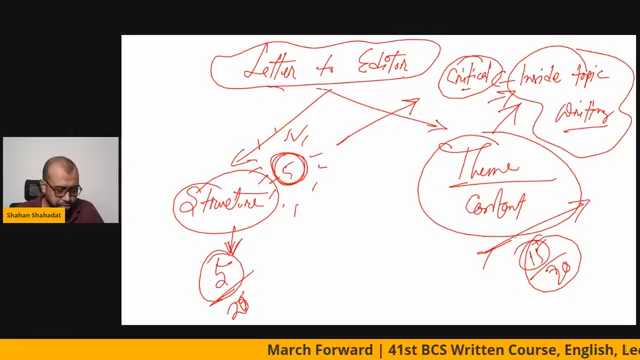 Letter to Editor
Critical
Inside topic
Writting
5
Structure
Theme
Content
5/20
15/20
Shahan Shahadat
March Forward | 41st BCS Written Course, English, Le